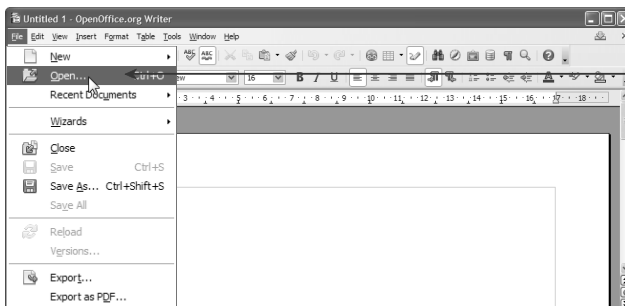 Untitled 1 - OpenOffice.org Writer
File Edit View Insert Format Table Tools Window Help
New
Open... Ctrl+O
16 B I U
Recent Documents
3 4 5 6 7 8 9 10 11 12 13 14 15 16 17 18
Wizards
Close
Save Ctrl+S
Save As... Ctrl+Shift+S
Save All
Reload
Versions...
Export...
Export as PDF...